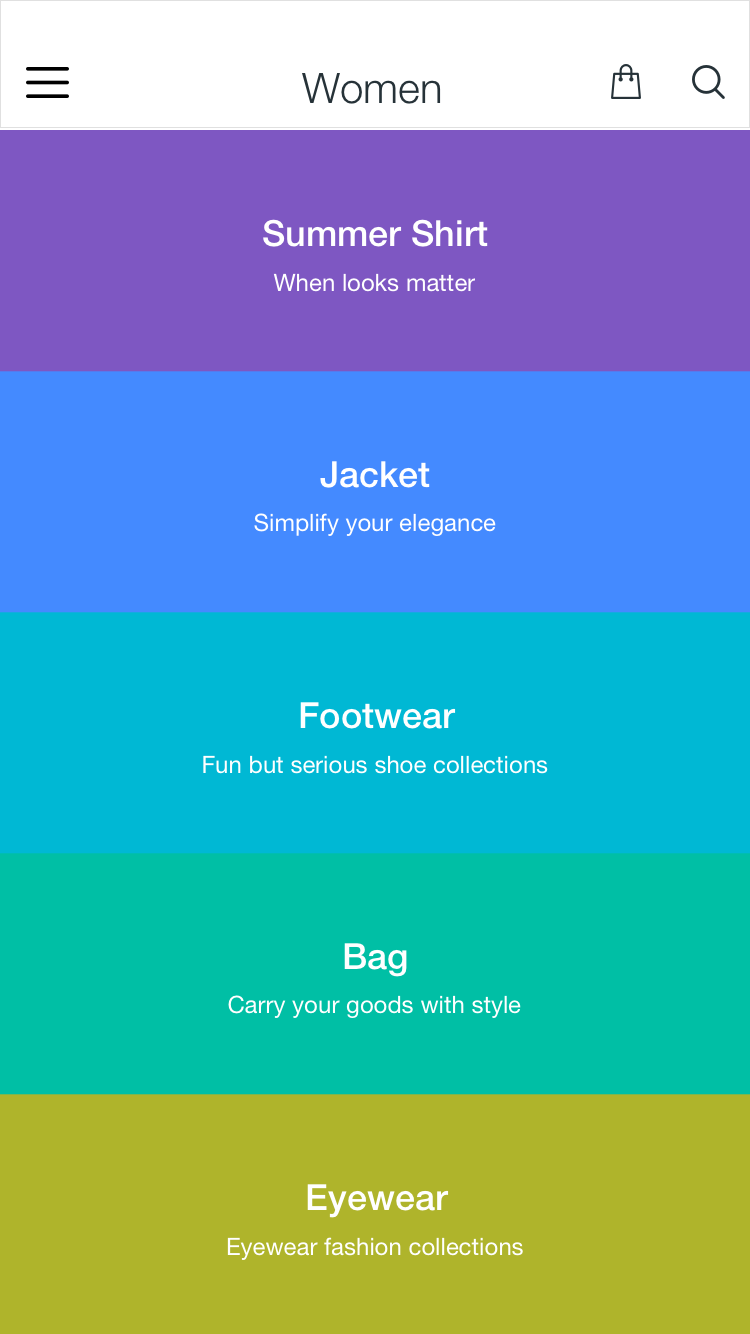 Women
Summer Shirt
When looks matter
Jacket
Simplify your elegance
Footwear
Fun but serious shoe collections
Bag
Carry your goods with style
Eyewear
Eyewear fashion collections